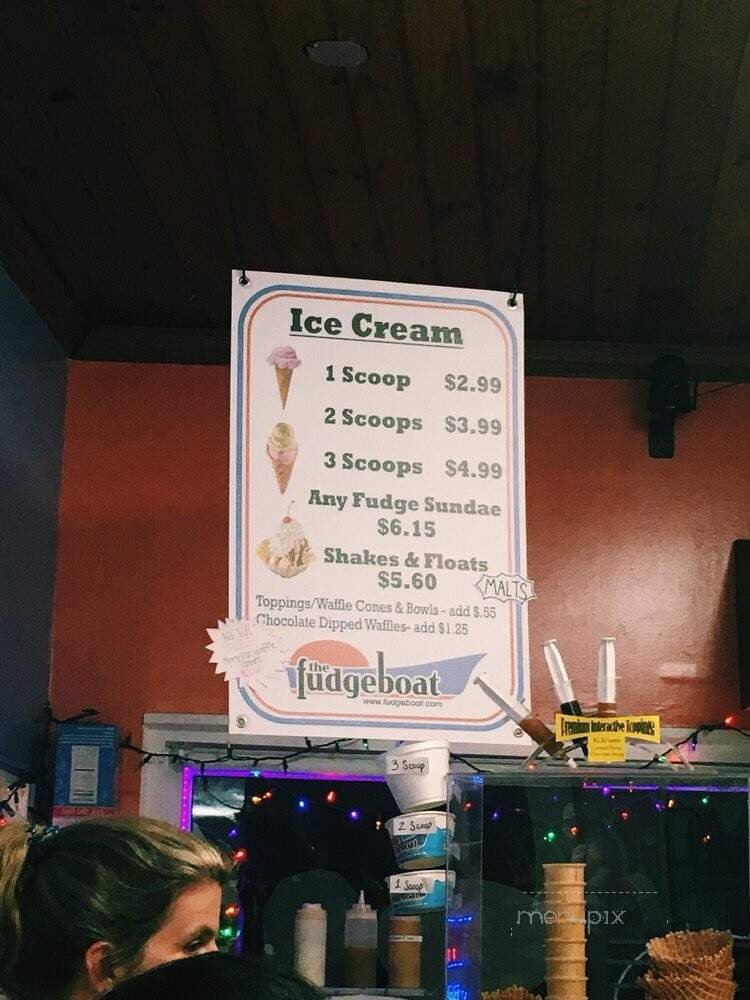 Ice Cream
1 Scoop $2.99
2 Scoops $3.99
3 Scoops $4.99
Any Fudge Sundae
$6.15
Shakes & Floats
$5.60
MALTS
Toppings/Waffle Cones & Bowls - add $.55
Chocolate Dipped Waffles- add $1.25
NEW!
the
fudgeboat
www.fudgeboat.com
Premium Interactive Toppings:
3 Scoop
2 Scoop
1 Scoop
menupix